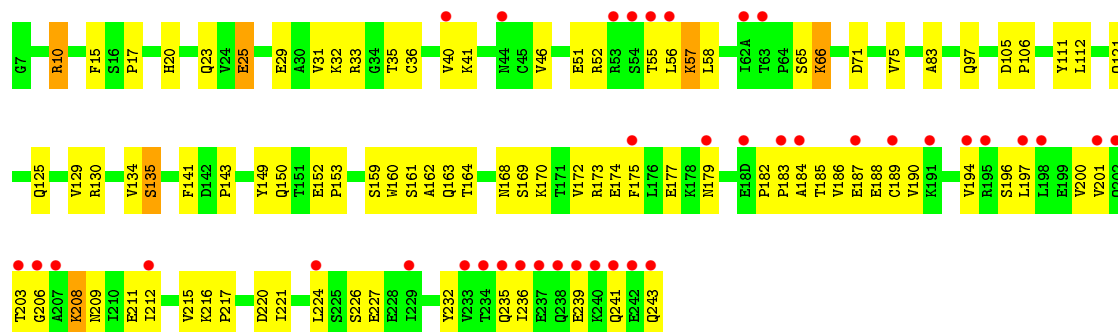 G7 R10 F15 S16 P17 H20 Q23 V24 E25 E29 A30 V31 K32 R33 G34 T35 C36 V40 K41 N44 C45 V46 E51 R52 R53 S54 T55 L56 K57 L58 I62A T63 P64 S65 K66 D71 V75 A83 Q97 D105 P106 Y111 L112 Q121
Q125 V129 R130 V134 S135 F141 D142 P143 Y149 Q150 T151 E152 P153 S159 W160 S161 A162 Q163 T164 N168 S169 K170 T171 V172 R173 E174 F175 L176 E177 K178 N179 E18D P182 P183 A184 T185 V186 E187 E188 C189 V190 K191 V194 R195 S196 L197 L198 E199 V200 V201
T203 G206 A207 K208 N209 I210 E211 I212 V215 K216 P217 D220 I221 L224 S225 S226 E227 E228 I229 Y232 V233 T234 Q235 I236 E237 Q238 E239 K240 Q241 E242 Q243